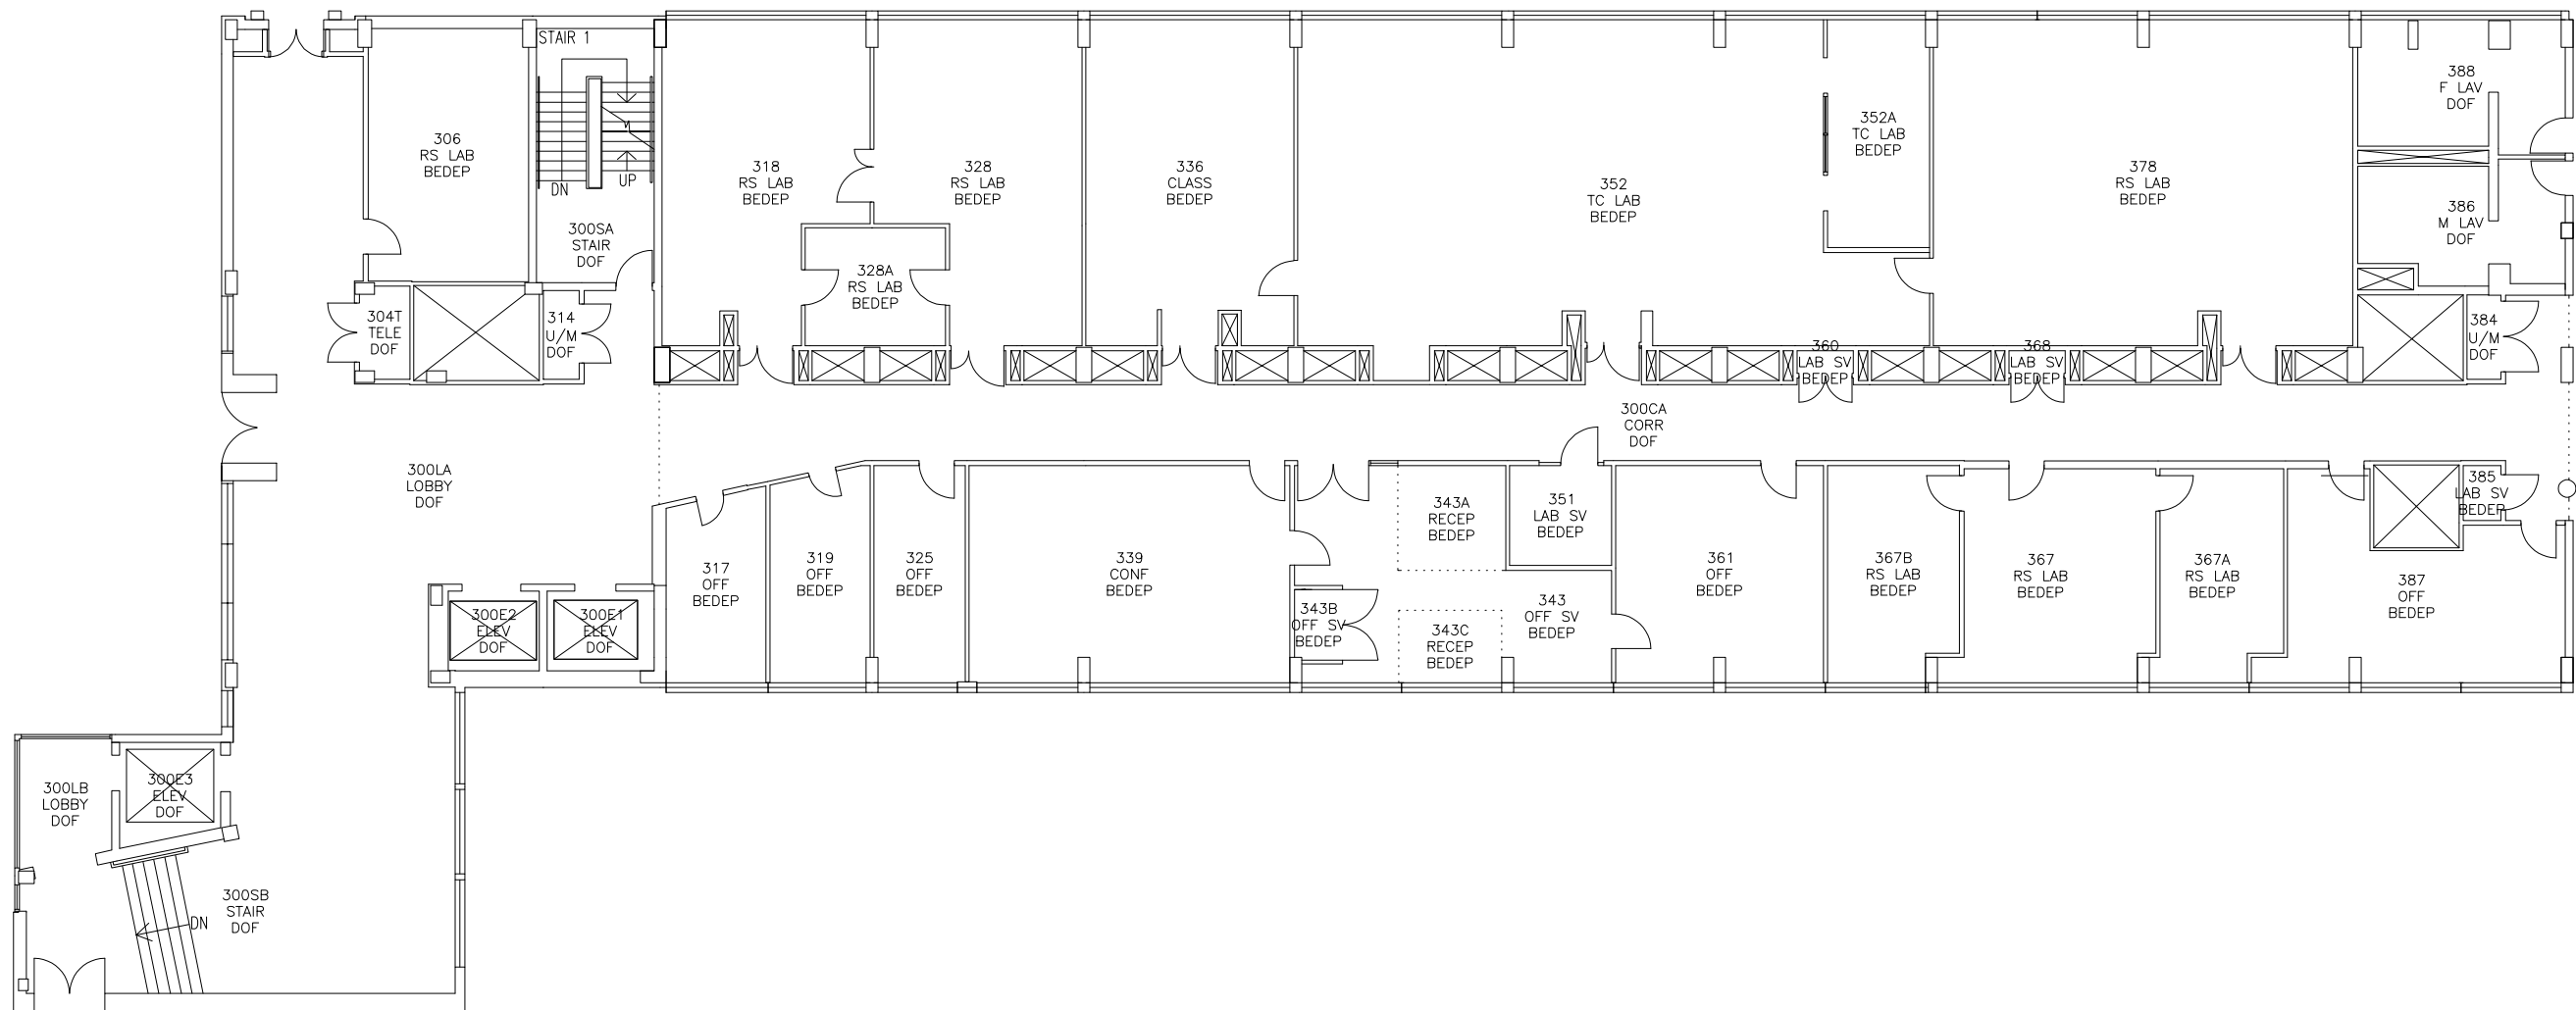 STAIR 1
388
F LAV
DOF
352A
TC LAB
BEDEP
306
RS LAB
BEDEP
318
RS LAB
BEDEP
328
RS LAB
BEDEP
336
CLASS
BEDEP
352
TC LAB
BEDEP
378
RS LAB
BEDEP
DN
UP
386
M LAV
DOF
300SA
STAIR
DOF
328A
RS LAB
BEDEP
304T
TELE
DOF
314
U/M
DOF
384
U/M
DOF
360
LAB SV
BEDEP
368
LAB SV
BEDEP
300CA
CORR
DOF
300LA
LOBBY
DOF
343A
RECEP
BEDEP
351
LAB SV
BEDEP
385
LAB SV
BEDEP
317
OFF
BEDEP
319
OFF
BEDEP
325
OFF
BEDEP
339
CONF
BEDEP
361
OFF
BEDEP
367B
RS LAB
BEDEP
367
RS LAB
BEDEP
367A
RS LAB
BEDEP
387
OFF
BEDEP
300E2
ELEV
DOF
300E1
ELEV
DOF
343B
OFF SV
BEDEP
343
OFF SV
BEDEP
343C
RECEP
BEDEP
300LB
LOBBY
DOF
300E3
ELEV
DOF
300SB
STAIR
DOF
DN